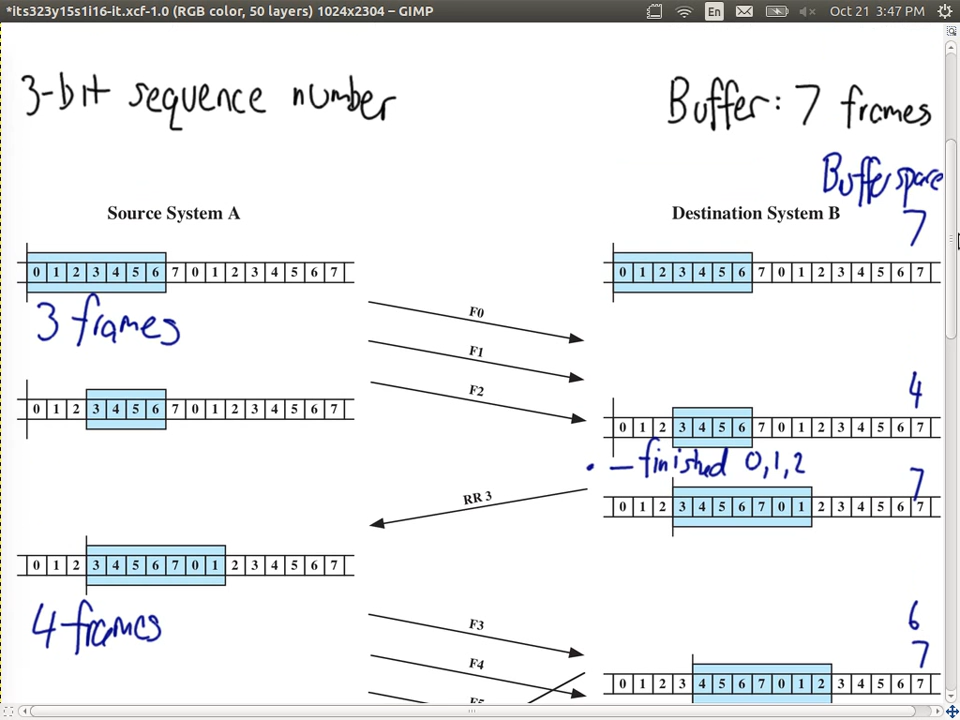 *its323y15s1i16-it.xcf-1.0 (RGB color, 50 layers) 1024x2304 – GIMP
En
Oct 21 3:47 PM
3-bit sequence number
Buffer: 7 frames
Buffer space
Source System A
Destination System B
7
0 1 2 3 4 5 6 7 0 1 2 3 4 5 6 7
0 1 2 3 4 5 6 7 0 1 2 3 4 5 6 7
3 frames
F0
F1
F2
4
0 1 2 3 4 5 6 7 0 1 2 3 4 5 6 7
0 1 2 3 4 5 6 7 0 1 2 3 4 5 6 7
– finished 0,1,2
7
RR 3
0 1 2 3 4 5 6 7 0 1 2 3 4 5 6 7
0 1 2 3 4 5 6 7 0 1 2 3 4 5 6 7
4 frames
F3
6
7
F4
0 1 2 3 4 5 6 7 0 1 2 3 4 5 6 7
F5